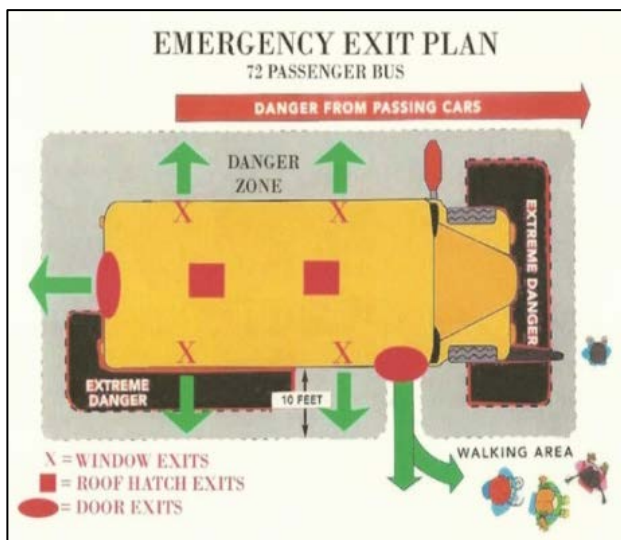 EMERGENCY EXIT PLAN
72 PASSENGER BUS
DANGER FROM PASSING CARS
DANGER
ZONE
X
X
EXTREME DANGER
X
X
EXTREME
DANGER
10 FEET
WALKING AREA
X = WINDOW EXITS
= ROOF HATCH EXITS
= DOOR EXITS